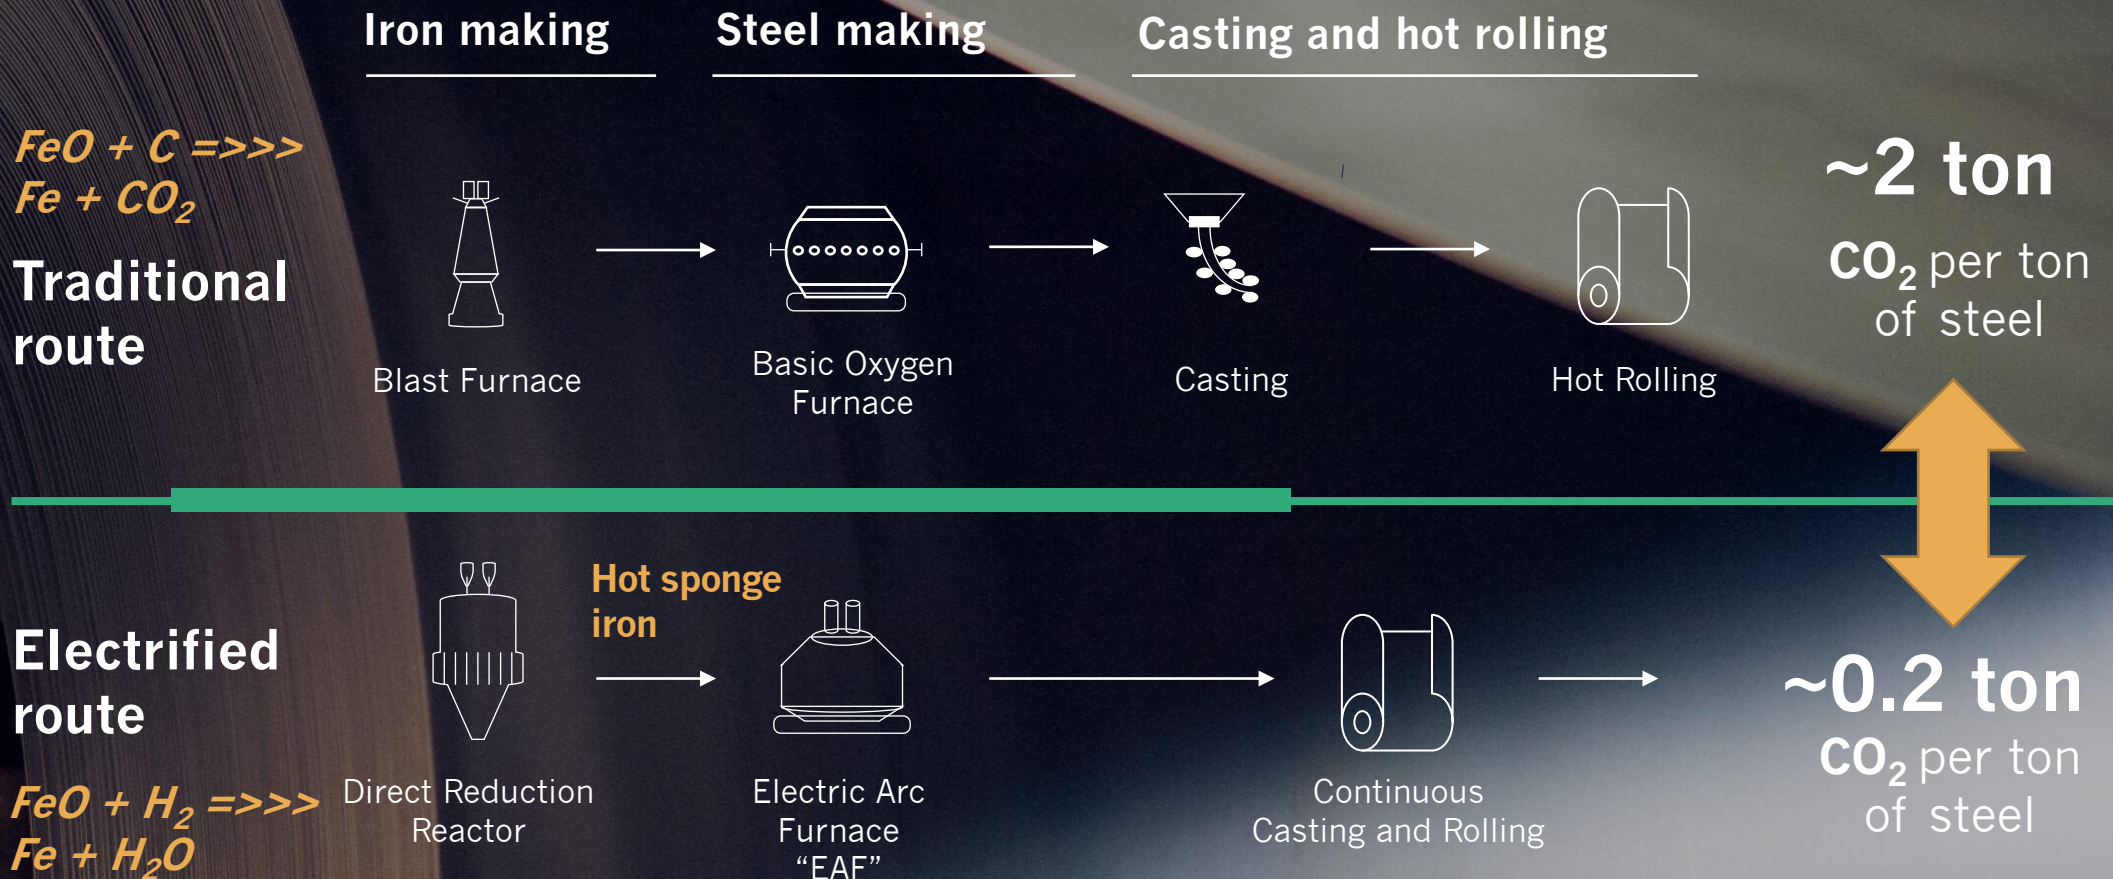 Iron making
Steel making
Casting and hot rolling
FeO + C =>>>
Fe + CO₂
Traditional
route
Blast Furnace
Basic Oxygen
Furnace
Casting
Hot Rolling
~2 ton
CO₂ per ton
of steel
Electrified
route
FeO + H₂ =>>>
Fe + H₂O
Direct Reduction
Reactor
Hot sponge
iron
Electric Arc
Furnace
“EAF”
Continuous
Casting and Rolling
~0.2 ton
CO₂ per ton
of steel